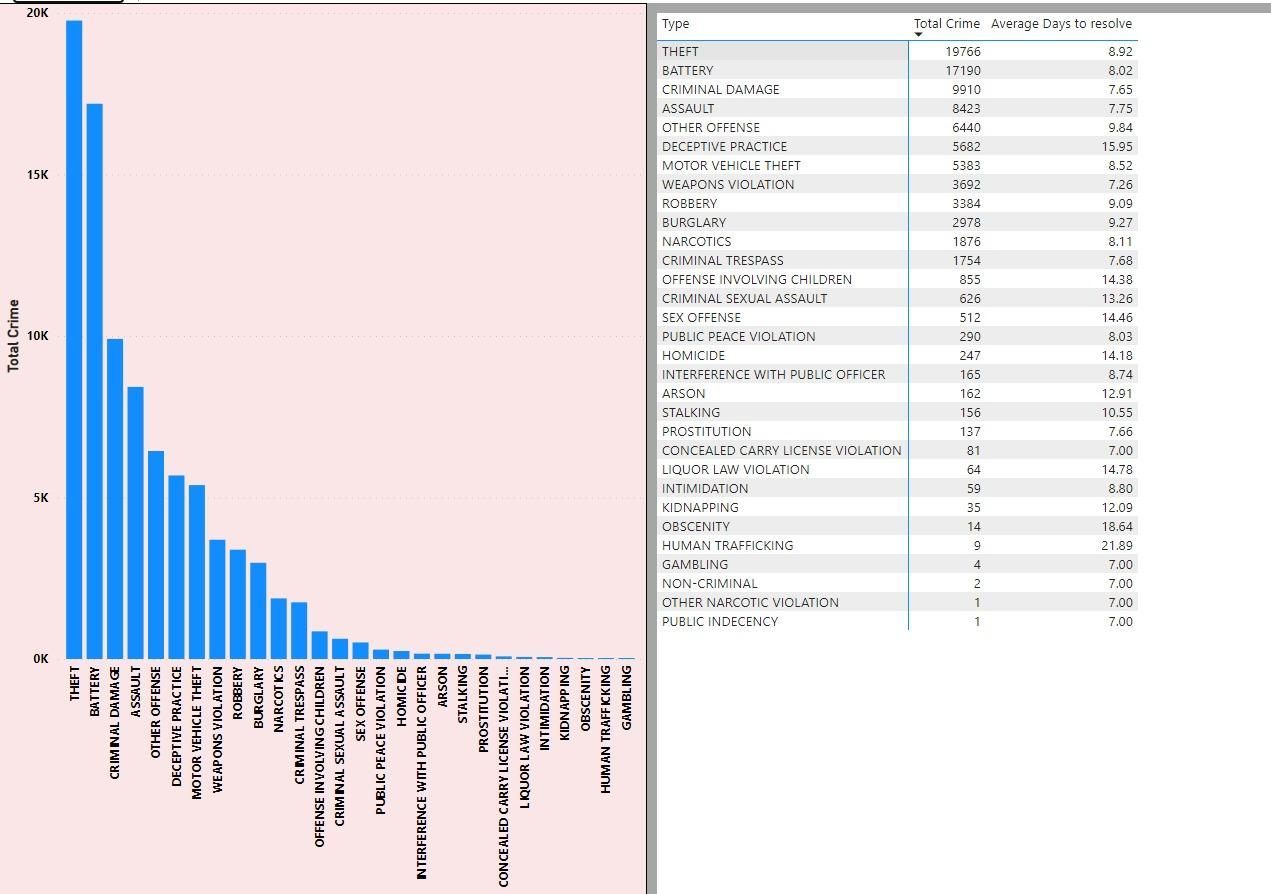 20K
15K
10K
5K
0K
Total Crime
THEFT
BATTERY
CRIMINAL DAMAGE
ASSAULT
OTHER OFFENSE
DECEPTIVE PRACTICE
MOTOR VEHICLE THEFT
WEAPONS VIOLATION
ROBBERY
BURGLARY
NARCOTICS
CRIMINAL TRESPASS
OFFENSE INVOLVING CHILDREN
CRIMINAL SEXUAL ASSAULT
SEX OFFENSE
PUBLIC PEACE VIOLATION
HOMICIDE
INTERFERENCE WITH PUBLIC OFFICER
ARSON
STALKING
PROSTITUTION
CONCEALED CARRY LICENSE VIOLATI...
LIQUOR LAW VIOLATION
INTIMIDATION
KIDNAPPING
OBSCENITY
HUMAN TRAFFICKING
GAMBLING
Type Total Crime Average Days to resolve
THEFT 19766 8.92
BATTERY 17190 8.02
CRIMINAL DAMAGE 9910 7.65
ASSAULT 8423 7.75
OTHER OFFENSE 6440 9.84
DECEPTIVE PRACTICE 5682 15.95
MOTOR VEHICLE THEFT 5383 8.52
WEAPONS VIOLATION 3692 7.26
ROBBERY 3384 9.09
BURGLARY 2978 9.27
NARCOTICS 1876 8.11
CRIMINAL TRESPASS 1754 7.68
OFFENSE INVOLVING CHILDREN 855 14.38
CRIMINAL SEXUAL ASSAULT 626 13.26
SEX OFFENSE 512 14.46
PUBLIC PEACE VIOLATION 290 8.03
HOMICIDE 247 14.18
INTERFERENCE WITH PUBLIC OFFICER 165 8.74
ARSON 162 12.91
STALKING 156 10.55
PROSTITUTION 137 7.66
CONCEALED CARRY LICENSE VIOLATION 81 7.00
LIQUOR LAW VIOLATION 64 14.78
INTIMIDATION 59 8.80
KIDNAPPING 35 12.09
OBSCENITY 14 18.64
HUMAN TRAFFICKING 9 21.89
GAMBLING 4 7.00
NON-CRIMINAL 2 7.00
OTHER NARCOTIC VIOLATION 1 7.00
PUBLIC INDECENCY 1 7.00